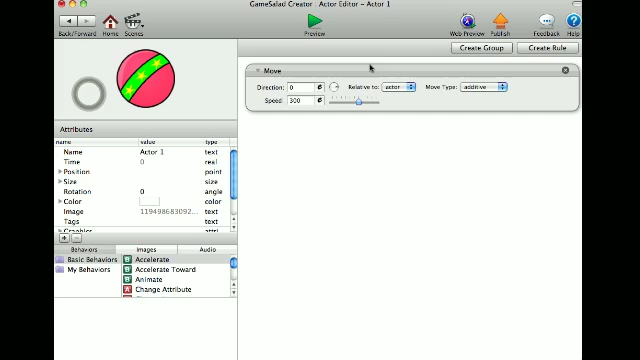 GameSalad Creator : Actor Editor - Actor 1
Back/Forward Home Scenes Preview Web Preview Publish Feedback Help
Create Group Create Rule
Move
Direction: 0 Relative to: actor Move Type: additive
Speed: 300
Attributes
name value type
Name Actor 1 text
Time 0 real
Position point
Size size
Rotation 0 angle
Color color
Image 119498683092... text
Tags text
Behaviors Images Audio
Basic Behaviors
My Behaviors
Accelerate
Accelerate Toward
Animate
Change Attribute